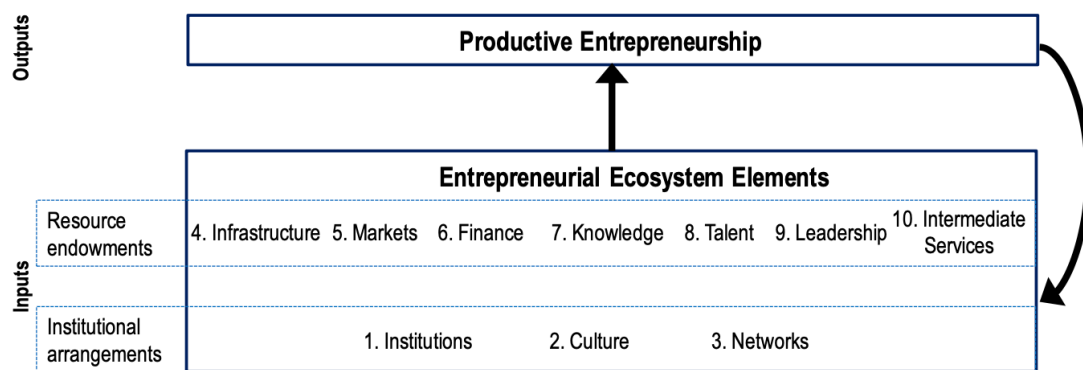 Outputs
Productive Entrepreneurship
Inputs
Entrepreneurial Ecosystem Elements
Resource
endowments
4. Infrastructure 5. Markets 6. Finance 7. Knowledge 8. Talent 9. Leadership 10. Intermediate
Services
Institutional
arrangements
1. Institutions 2. Culture 3. Networks